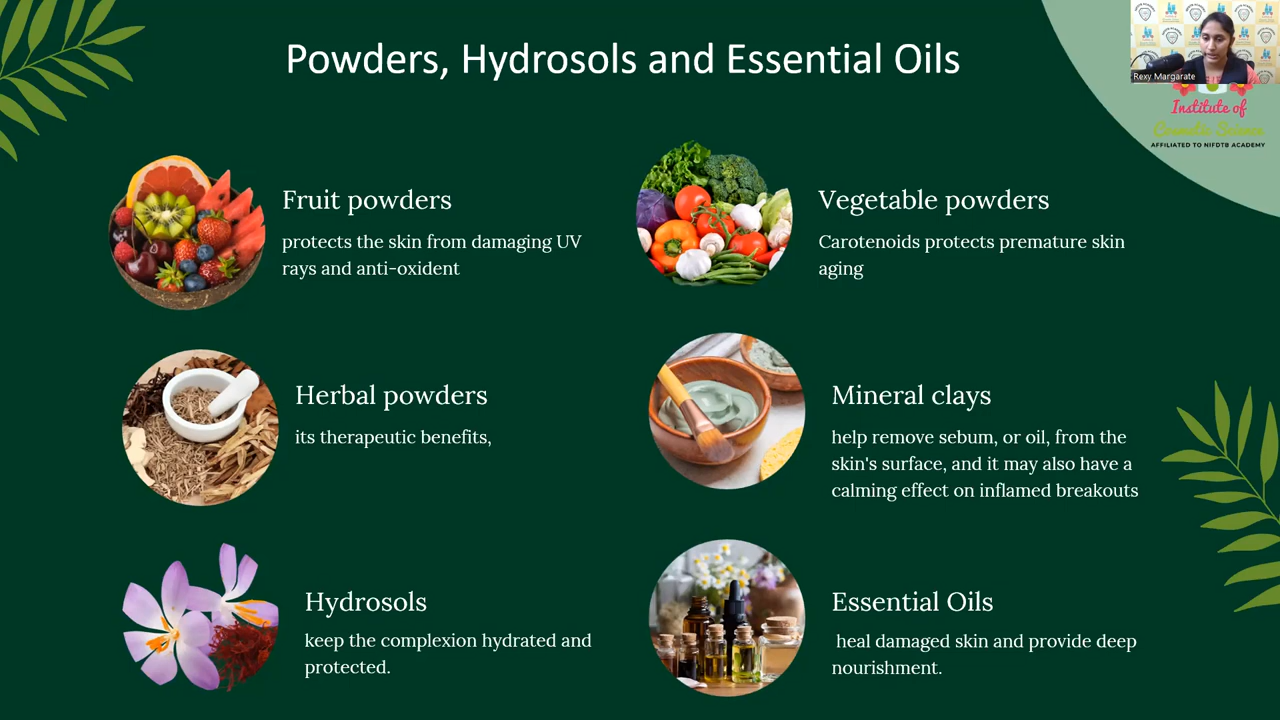 Powders, Hydrosols and Essential Oils
Rexy Margarate
Institute of
Cosmetic Science
AFFILIATED TO NIFDTB ACADEMY
Fruit powders
protects the skin from damaging UV
rays and anti-oxident
Vegetable powders
Carotenoids protects premature skin
aging
Herbal powders
its therapeutic benefits,
Mineral clays
help remove sebum, or oil, from the
skin's surface, and it may also have a
calming effect on inflamed breakouts
Hydrosols
keep the complexion hydrated and
protected.
Essential Oils
heal damaged skin and provide deep
nourishment.